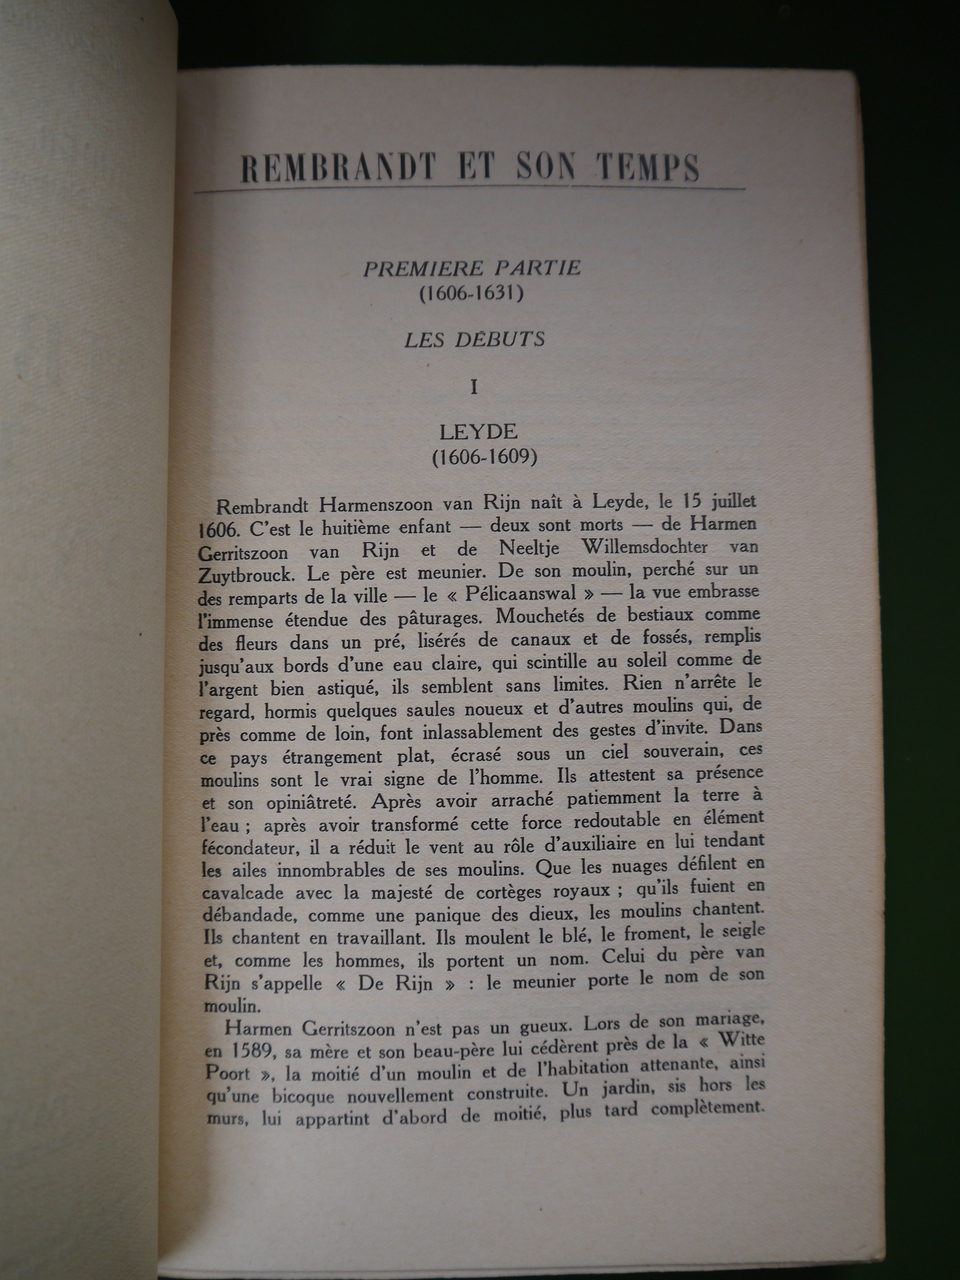 REMBRANDT ET SON TEMPS
PREMIERE PARTIE
(1606-1631)
LES DÉBUTS
I
LEYDE
(1606-1609)
Rembrandt Harmenszoon van Rijn naît à Leyde, le 15 juillet
1606. C'est le huitième enfant — deux sont morts — de Harmen
Gerritszoon van Rijn et de Neeltje Willemsdochter van
Zuytbrouck. Le père est meunier. De son moulin, perché sur un
des remparts de la ville — le « Pélicaanswal » — la vue embrasse
l'immense étendue des pâturages. Mouchetés de bestiaux comme
des fleurs dans un pré, lisérés de canaux et de fossés, remplis
jusqu'aux bords d'une eau claire, qui scintille au soleil comme de
l'argent bien astiqué, ils semblent sans limites. Rien n'arrête le
regard, hormis quelques saules noueux et d'autres moulins qui, de
près comme de loin, font inlassablement des gestes d'invite. Dans
ce pays étrangement plat, écrasé sous un ciel souverain, ces
moulins sont le vrai signe de l'homme. Ils attestent sa présence
et son opiniâtreté. Après avoir arraché patiemment la terre à
l'eau ; après avoir transformé cette force redoutable en élément
fécondateur, il a réduit le vent au rôle d'auxiliaire en lui tendant
les ailes innombrables de ses moulins. Que les nuages défilent en
cavalcade avec la majesté de cortèges royaux ; qu'ils fuient en
débandade, comme une panique des dieux, les moulins chantent.
Ils chantent en travaillant. Ils moulent le blé, le froment, le seigle
et, comme les hommes, ils portent un nom. Celui du père van
Rijn s'appelle « De Rijn » : le meunier porte le nom de son
moulin.
Harmen Gerritszoon n'est pas un gueux. Lors de son mariage,
en 1589, sa mère et son beau-père lui cédèrent près de la « Witte
Poort », la moitié d'un moulin et de l'habitation attenante, ainsi
qu'une bicoque nouvellement construite. Un jardin, sis hors les
murs, lui appartint d'abord de moitié, plus tard complètement.